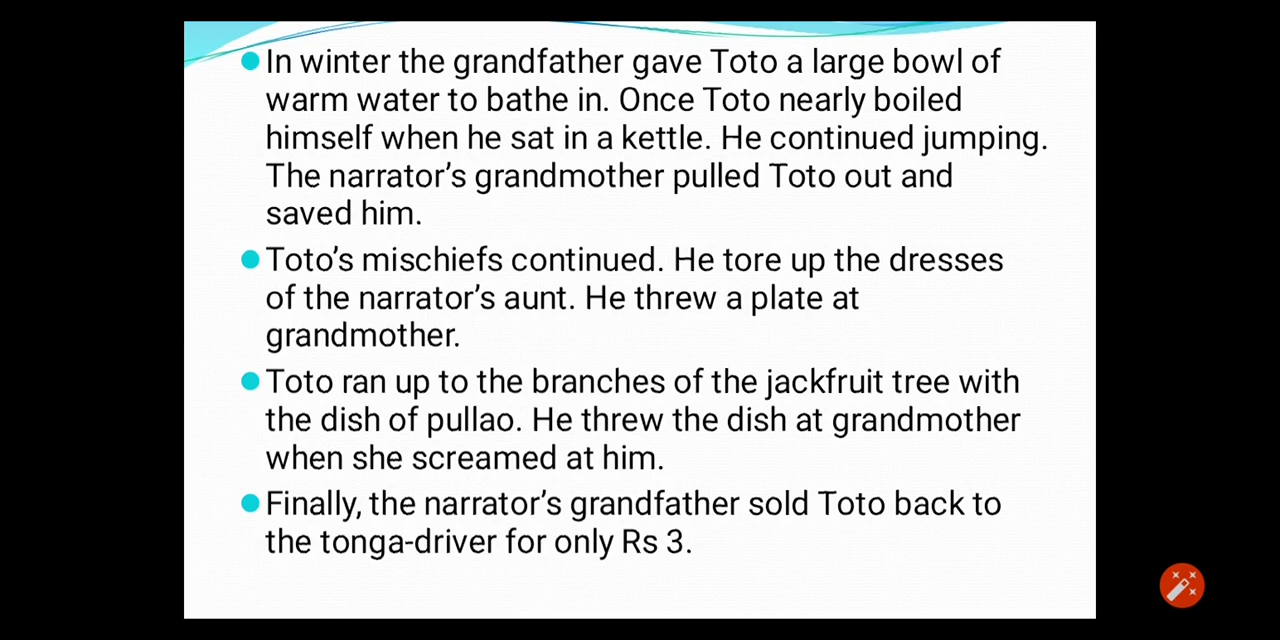 In winter the grandfather gave Toto a large bowl of
warm water to bathe in. Once Toto nearly boiled
himself when he sat in a kettle. He continued jumping.
The narrator’s grandmother pulled Toto out and
saved him.
Toto’s mischiefs continued. He tore up the dresses
of the narrator’s aunt. He threw a plate at
grandmother.
Toto ran up to the branches of the jackfruit tree with
the dish of pullao. He threw the dish at grandmother
when she screamed at him.
Finally, the narrator’s grandfather sold Toto back to
the tonga-driver for only Rs 3.